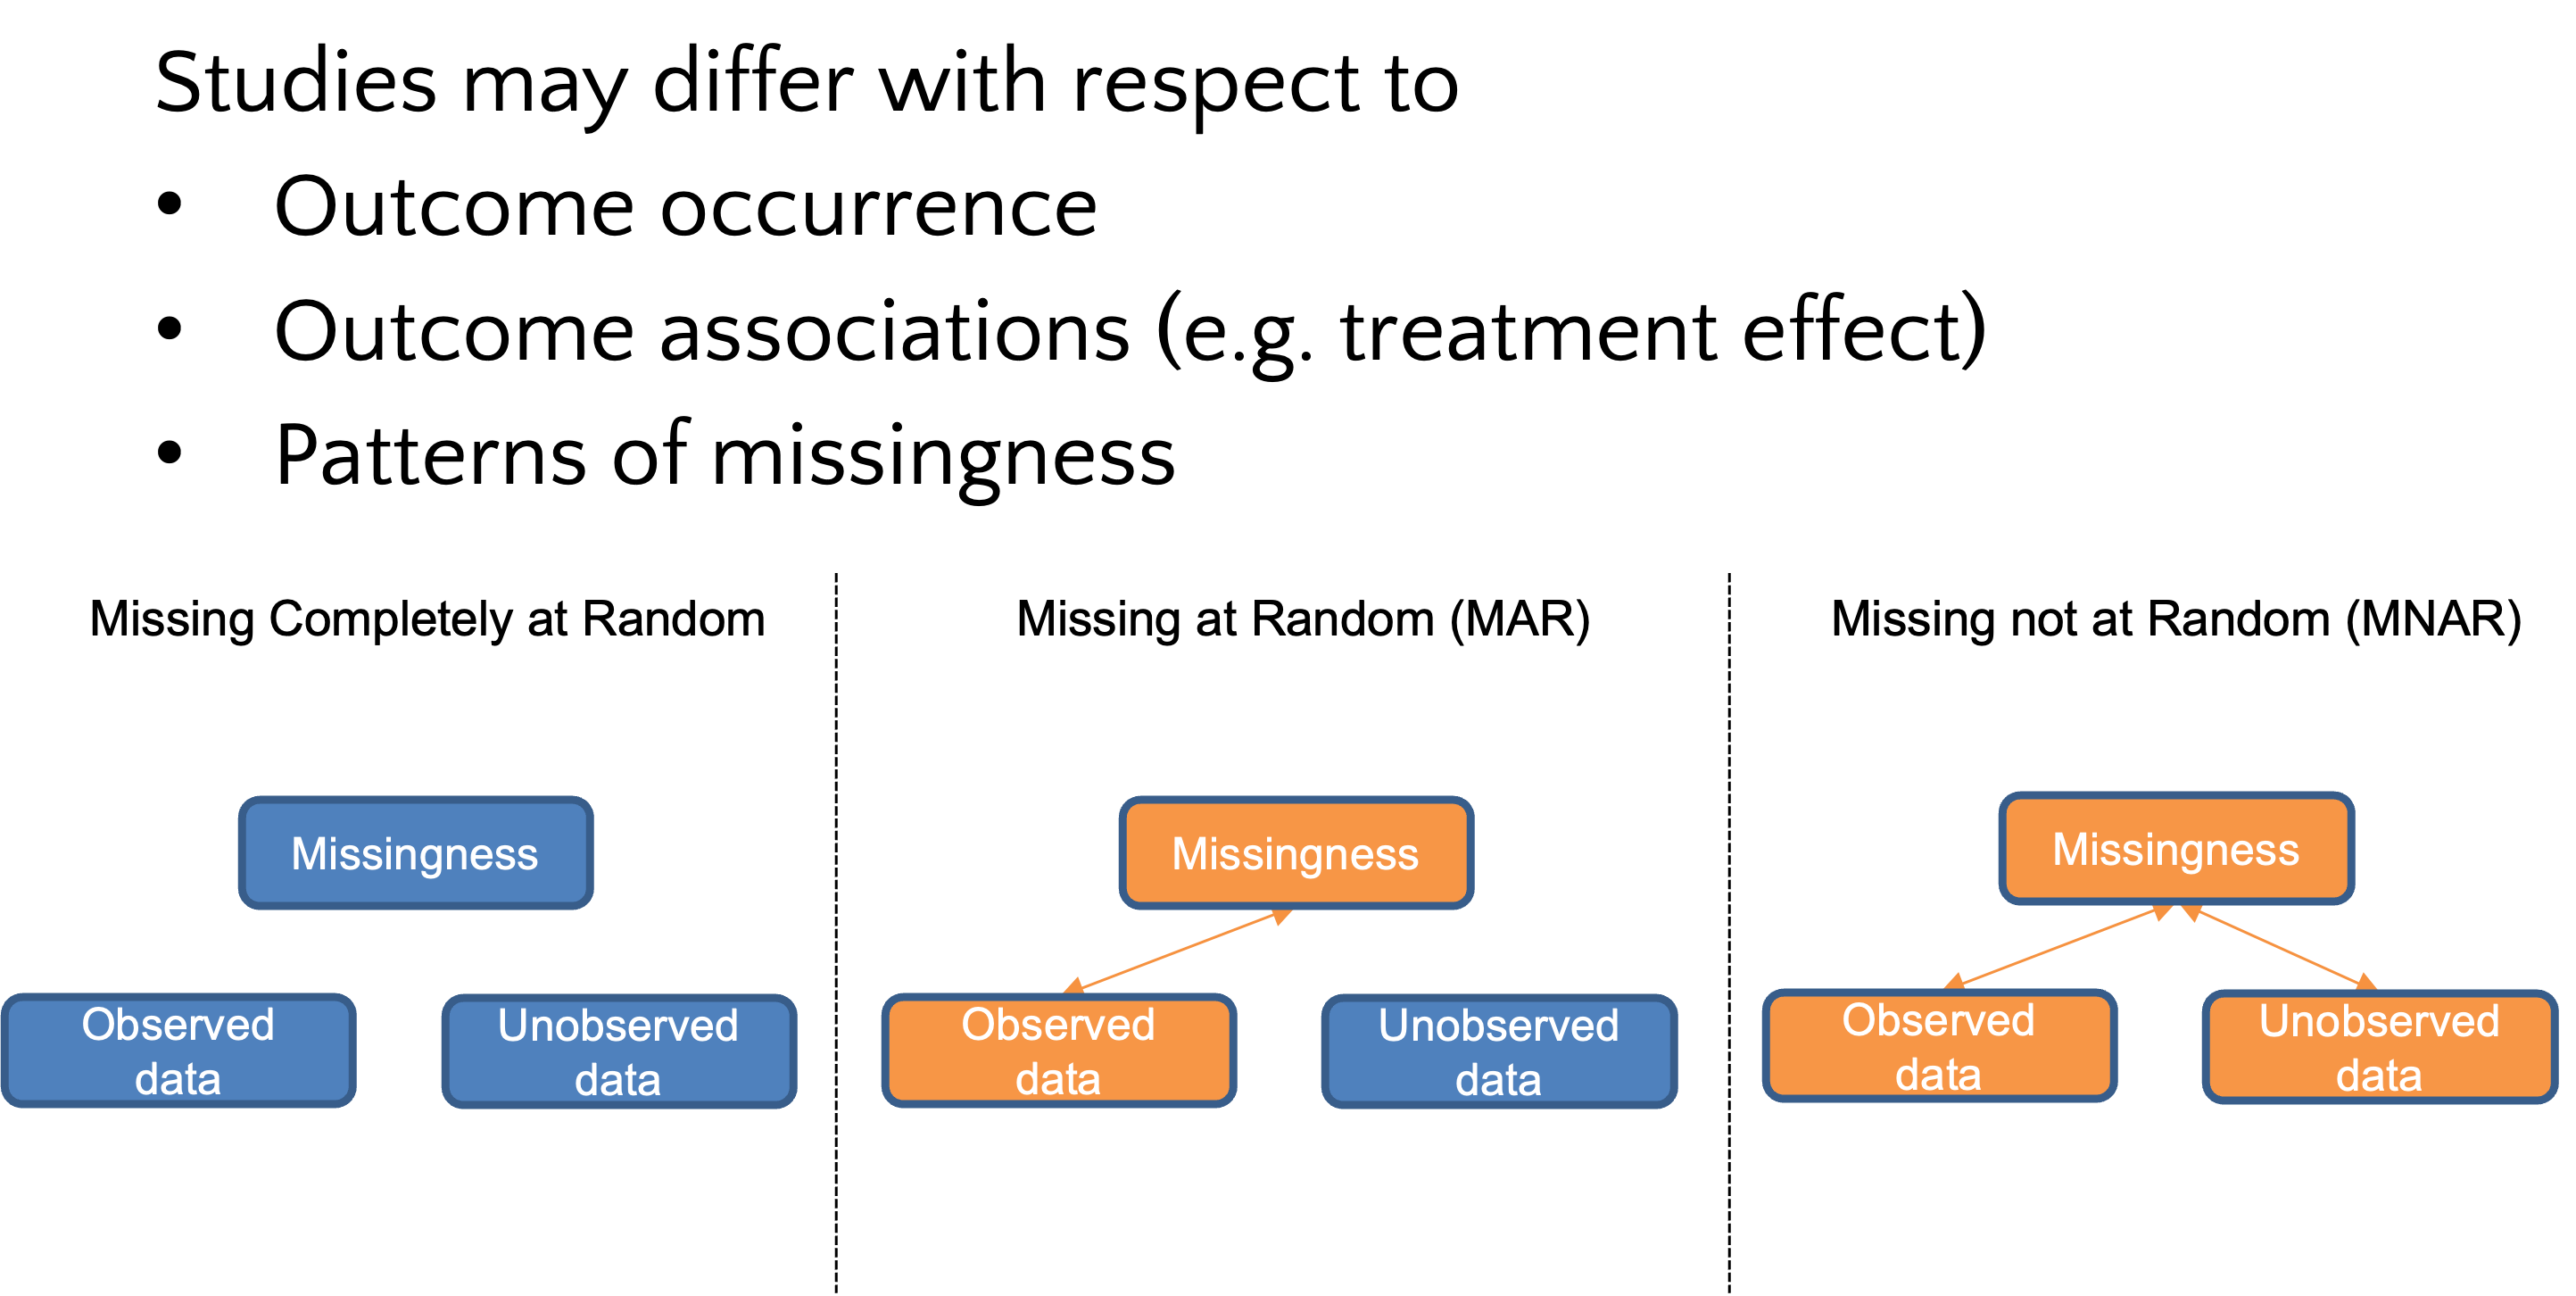 Studies may differ with respect to
• Outcome occurrence
• Outcome associations (e.g. treatment effect)
• Patterns of missingness
Missing Completely at Random
Missingness
Observed
data
Unobserved
data
Missing at Random (MAR)
Missingness
Observed
data
Unobserved
data
Missing not at Random (MNAR)
Missingness
Observed
data
Unobserved
data